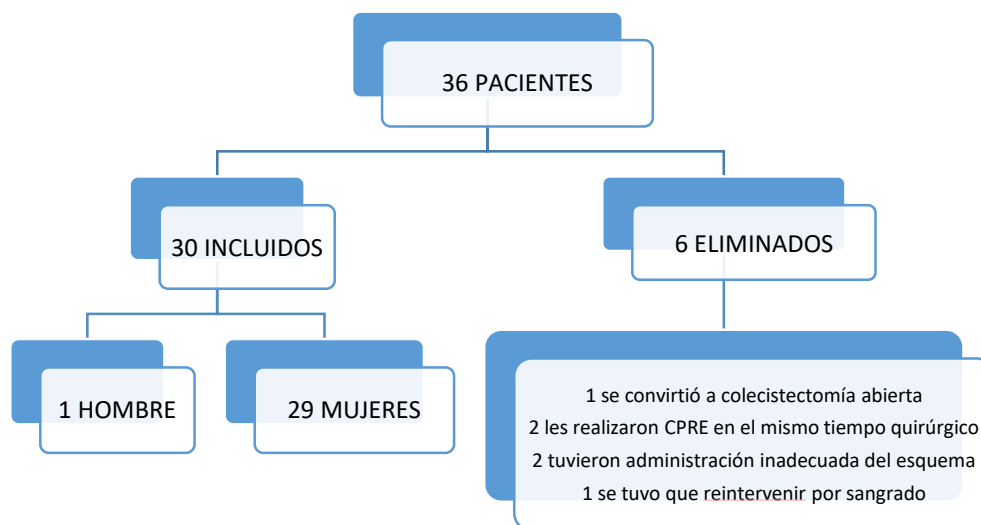 36 PACIENTES
30 INCLUIDOS
6 ELIMINADOS
1 HOMBRE
29 MUJERES
1 se convirtió a colecistectomía abierta
2 les realizaron CPRE en el mismo tiempo quirúrgico
2 tuvieron administración inadecuada del esquema
1 se tuvo que reintervenir por sangrado